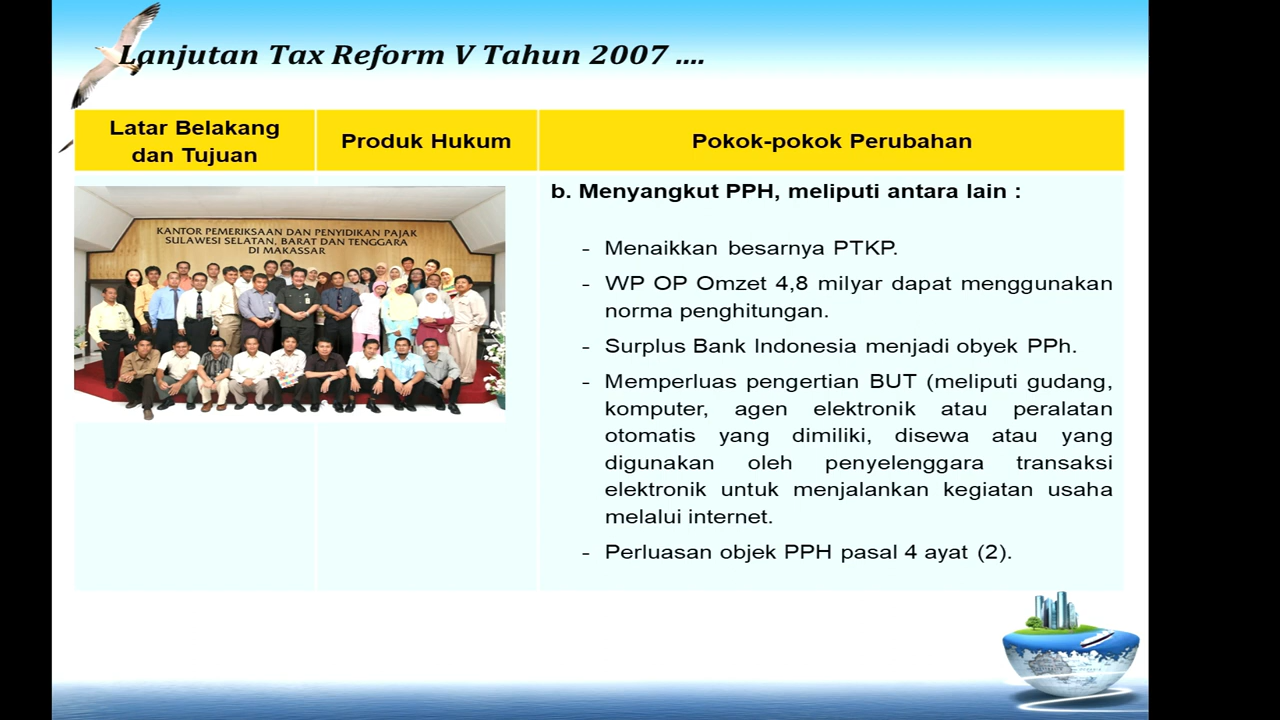 Lanjutan Tax Reform V Tahun 2007 ....
Latar Belakang
dan Tujuan
Produk Hukum
Pokok-pokok Perubahan
KANTOR PEMERIKSAAN DAN PENYIDIKAN PAJAK
SULAWESI SELATAN, BARAT DAN TENGGARA
DI MAKASSAR
b. Menyangkut PPH, meliputi antara lain :
- Menaikkan besarnya PTKP.
- WP OP Omzet 4,8 milyar dapat menggunakan
norma penghitungan.
- Surplus Bank Indonesia menjadi obyek PPh.
- Memperluas pengertian BUT (meliputi gudang,
komputer, agen elektronik atau peralatan
otomatis yang dimiliki, disewa atau yang
digunakan oleh penyelenggara transaksi
elektronik untuk menjalankan kegiatan usaha
melalui internet.
- Perluasan objek PPH pasal 4 ayat (2).